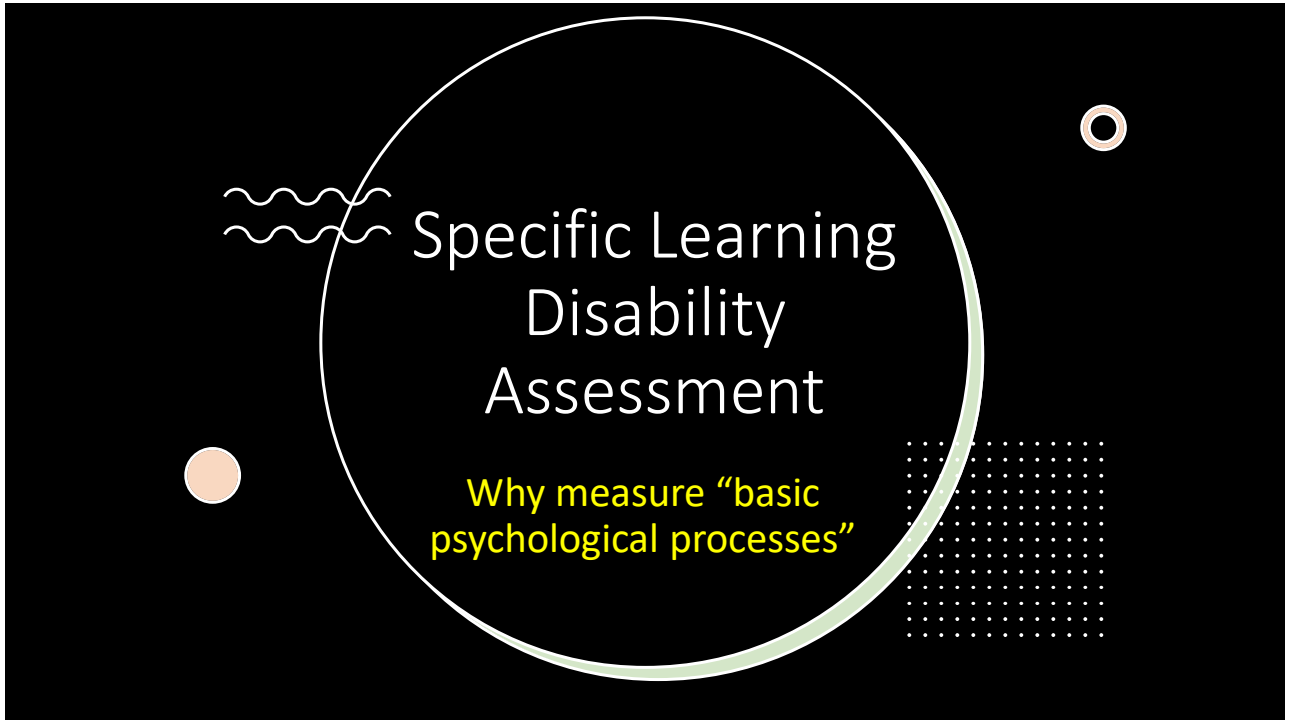 Specific Learning
Disability
Assessment
Why measure “basic
psychological processes”